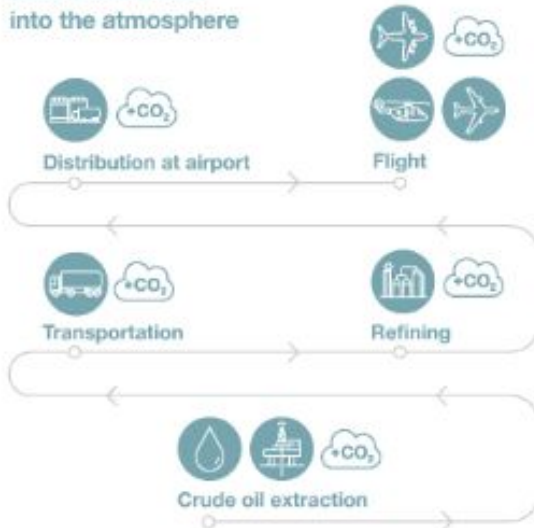 into the atmosphere
+CO₂
+CO₂
Distribution at airport
Flight
+CO₂
+CO₂
Transportation
Refining
+CO₂
Crude oil extraction